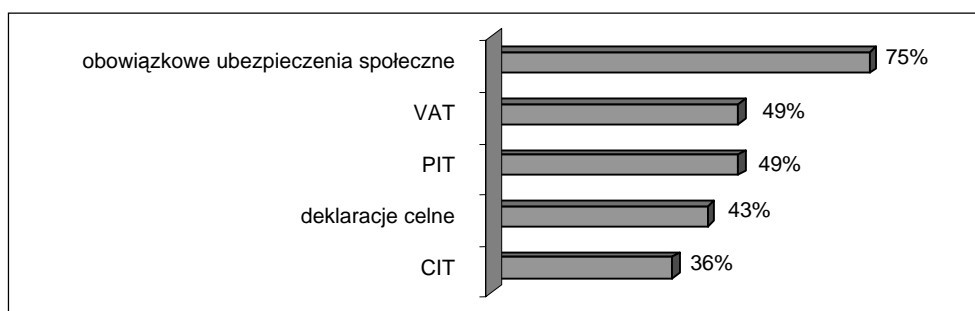 obowiązkowe ubezpieczenia społeczne 75%
VAT 49%
PIT 49%
deklaracje celne 43%
CIT 36%